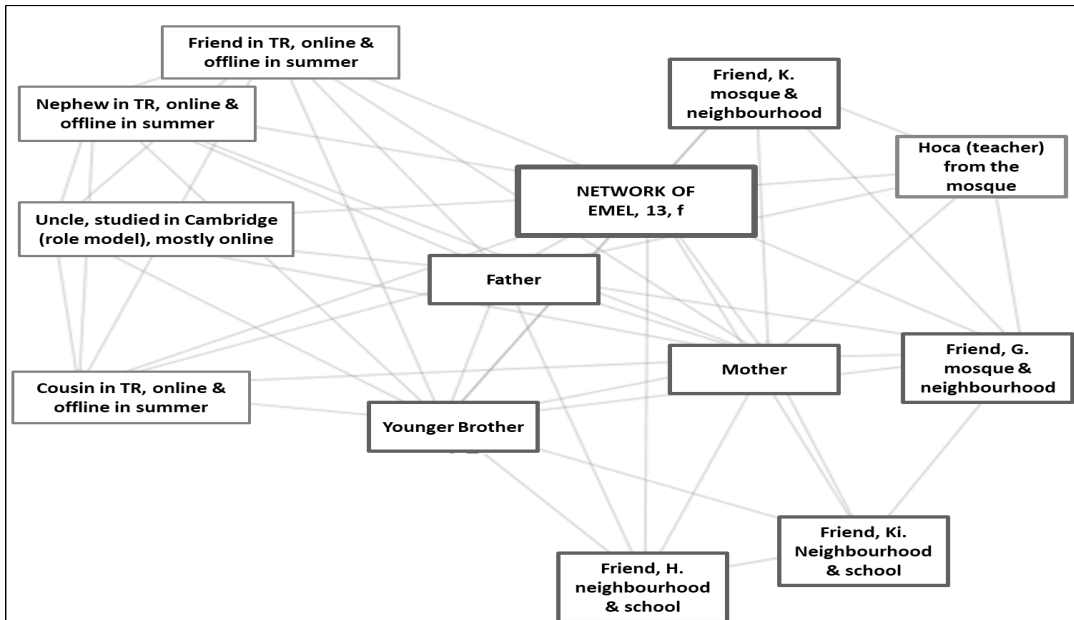 Friend in TR, online &
offline in summer
Friend, K.
mosque &
neighbourhood
Nephew in TR, online &
offline in summer
Hoca (teacher)
from the
mosque
NETWORK OF
EMEL, 13, f
Uncle, studied in Cambridge
(role model), mostly online
Father
Mother
Friend, G.
mosque &
neighbourhood
Cousin in TR, online &
offline in summer
Younger Brother
Friend, Ki.
Neighbourhood
& school
Friend, H.
neighbourhood
& school